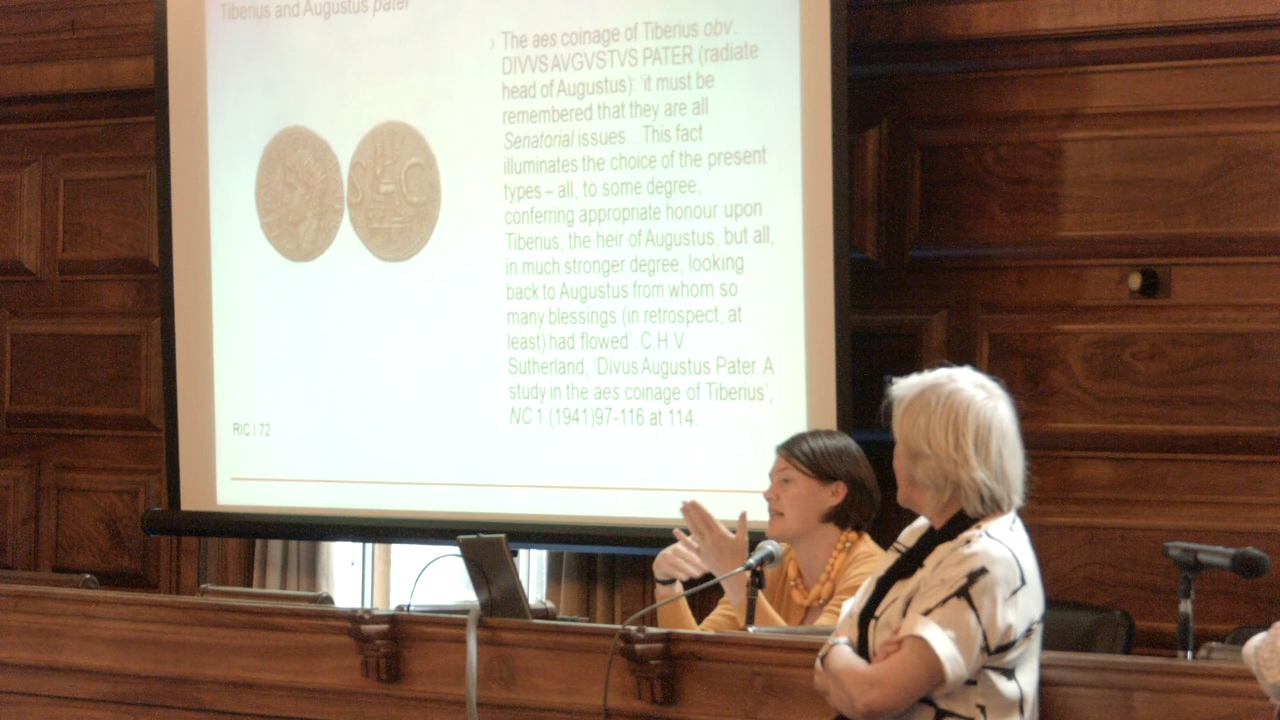 Tiberius and Augustus pater
› The aes coinage of Tiberius obv.
DIVVS AVGVSTVS PATER (radiate
head of Augustus): 'it must be
remembered that they are all
Senatorial issues...This fact
illuminates the choice of the present
types – all, to some degree,
conferring appropriate honour upon
Tiberius, the heir of Augustus, but all,
in much stronger degree, looking
back to Augustus from whom so
many blessings (in retrospect, at
least) had flowed'. C.H.V.
Sutherland, 'Divus Augustus Pater. A
study in the aes coinage of Tiberius',
NC 1 (1941)97-116 at 114.
S C
RIC I 72